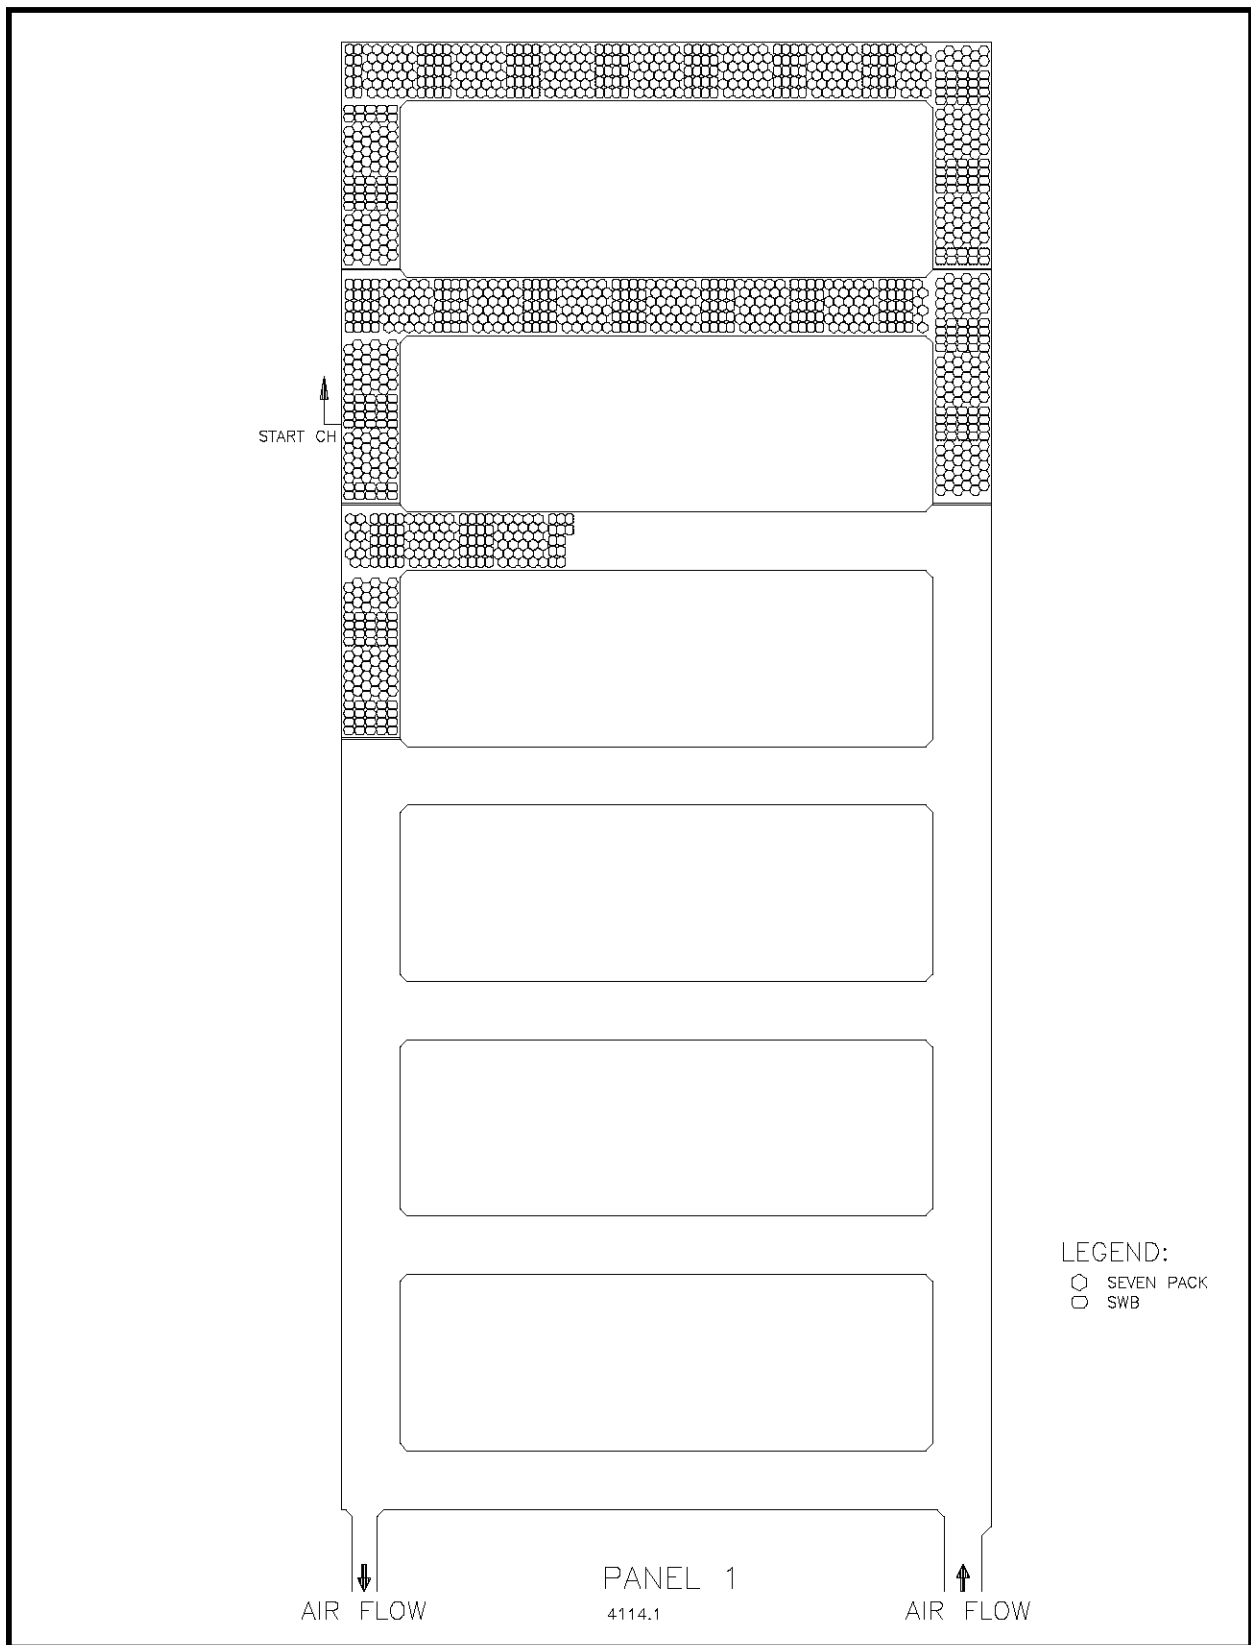 START CH
LEGEND:
SEVEN PACK
SWB
PANEL 1
AIR FLOW
4114.1
AIR FLOW